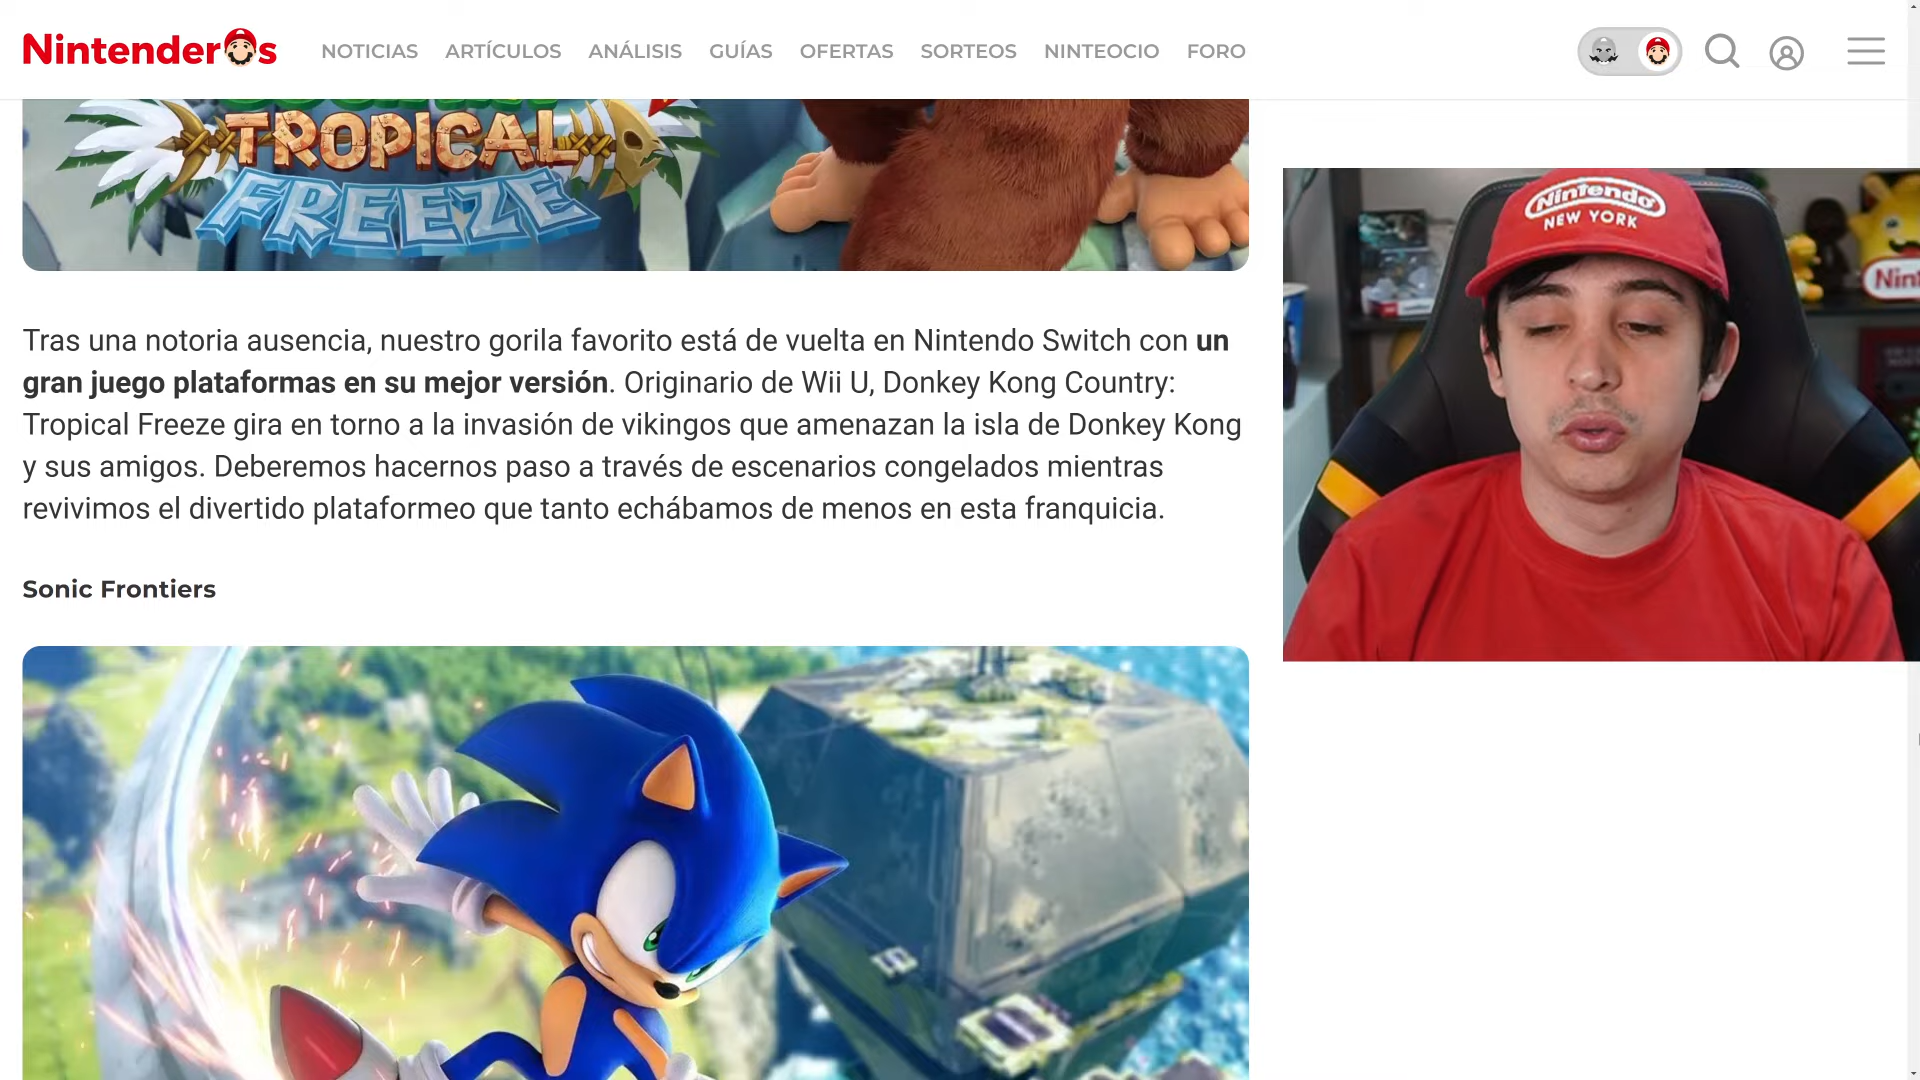 Nintenderos
NOTICIAS ARTÍCULOS ANÁLISIS GUÍAS OFERTAS SORTEOS NINTEOCIO FORO
TROPICAL
FREEZE
Nintendo
NEW YORK
Nin
Tras una notoria ausencia, nuestro gorila favorito está de vuelta en Nintendo Switch con un
gran juego plataformas en su mejor versión. Originario de Wii U, Donkey Kong Country:
Tropical Freeze gira en torno a la invasión de vikingos que amenazan la isla de Donkey Kong
y sus amigos. Deberemos hacernos paso a través de escenarios congelados mientras
revivimos el divertido plataformeo que tanto echábamos de menos en esta franquicia.
Sonic Frontiers